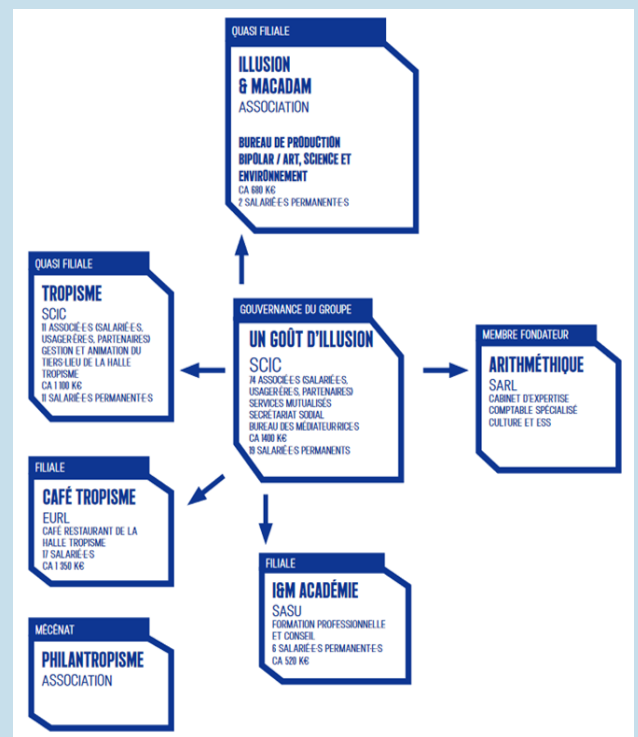 QUASI FILIALE
ILLUSION
& MACADAM
ASSOCIATION
BUREAU DE PRODUCTION
BIPOLAR / ART, SCIENCE ET
ENVIRONNEMENT
CA 680 K€
2 SALARIÉ·E·S PERMANENT·E·S
QUASI FILIALE
TROPISME
SCIC
11 ASSOCIÉ·E·S (SALARIÉ·E·S,
USAGER·ÈRE·S, PARTENAIRES)
GESTION ET ANIMATION DU
TIERS-LIEU DE LA HALLE
TROPISME
CA 1 100 K€
11 SALARIÉ·E·S PERMANENT·E·S
GOUVERNANCE DU GROUPE
UN GOÛT D'ILLUSION
SCIC
74 ASSOCIÉ·E·S (SALARIÉ·E·S,
USAGER·ÈRE·S, PARTENAIRES)
SERVICES MUTUALISÉS
SECRÉTARIAT SODIAL
BUREAU DES MÉDIATEUR·RICE·S
CA 1400 K€
19 SALARIÉ·E·S PERMANENTS
MEMBRE FONDATEUR
ARITHMÉTHIQUE
SARL
CABINET D'EXPERTISE
COMPTABLE SPÉCIALISÉ
CULTURE ET ESS
FILIALE
CAFÉ TROPISME
EURL
CAFÉ RESTAURANT DE LA
HALLE TROPISME
17 SALARIÉ·E·S
CA 1 350 K€
FILIALE
I&M ACADÉMIE
SASU
FORMATION PROFESSIONNELLE
ET CONSEIL
6 SALARIÉ·E·S PERMANENT·E·S
CA 520 K€
MÉCÉNAT
PHILANTROPISME
ASSOCIATION